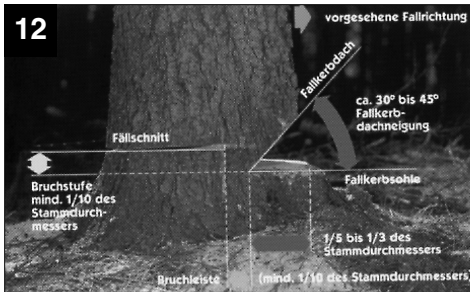 12
vorgesehene Fallrichtung
Fallkerbdach
ca. 30° bis 45°
Fallkerb-
dachneigung
Fällschnitt
Bruchstufe
mind. 1/10 des
Stammdurch-
messers
Fallkerbsohle
1/5 bis 1/3 des
Stammdurchmessers
Bruchleiste
(mind. 1/10 des Stammdurchmessers)